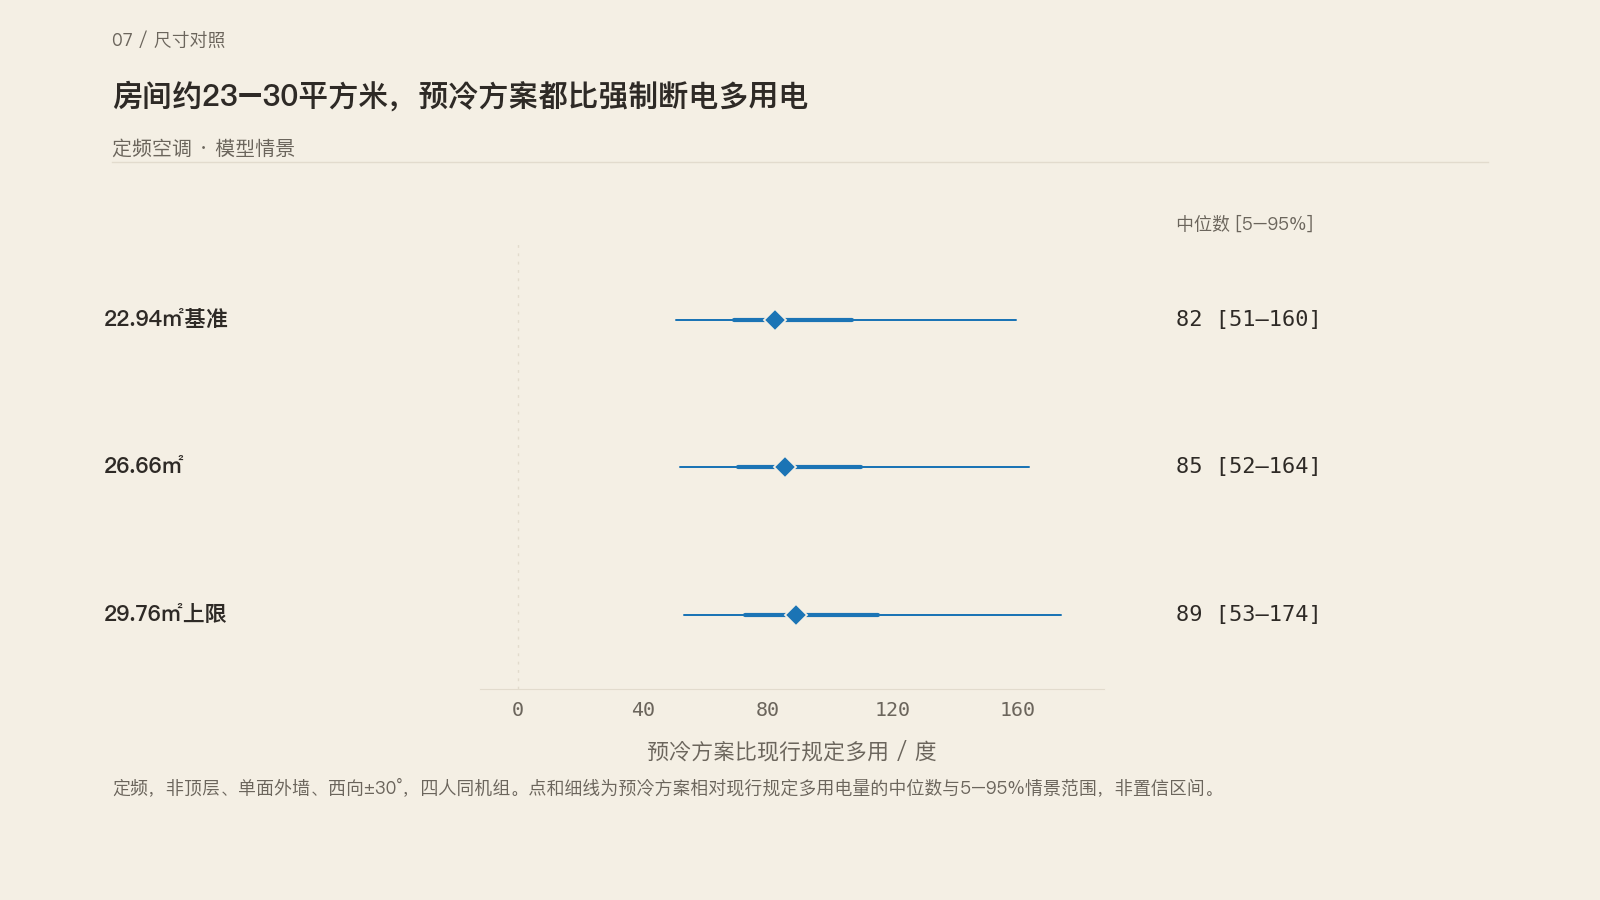 07 / 尺寸对照
房间约23—30平方米，预冷方案都比强制断电多用电
定频空调 · 模型情景
中位数 [5—95%]
22.94㎡基准
82 [51—160]
26.66㎡
85 [52—164]
29.76㎡上限
89 [53—174]
0 40 80 120 160
预冷方案比现行规定多用 / 度
定频，非顶层、单面外墙、西向±30°，四人同机组。点和细线为预冷方案相对现行规定多用电量的中位数与5—95%情景范围，非置信区间。